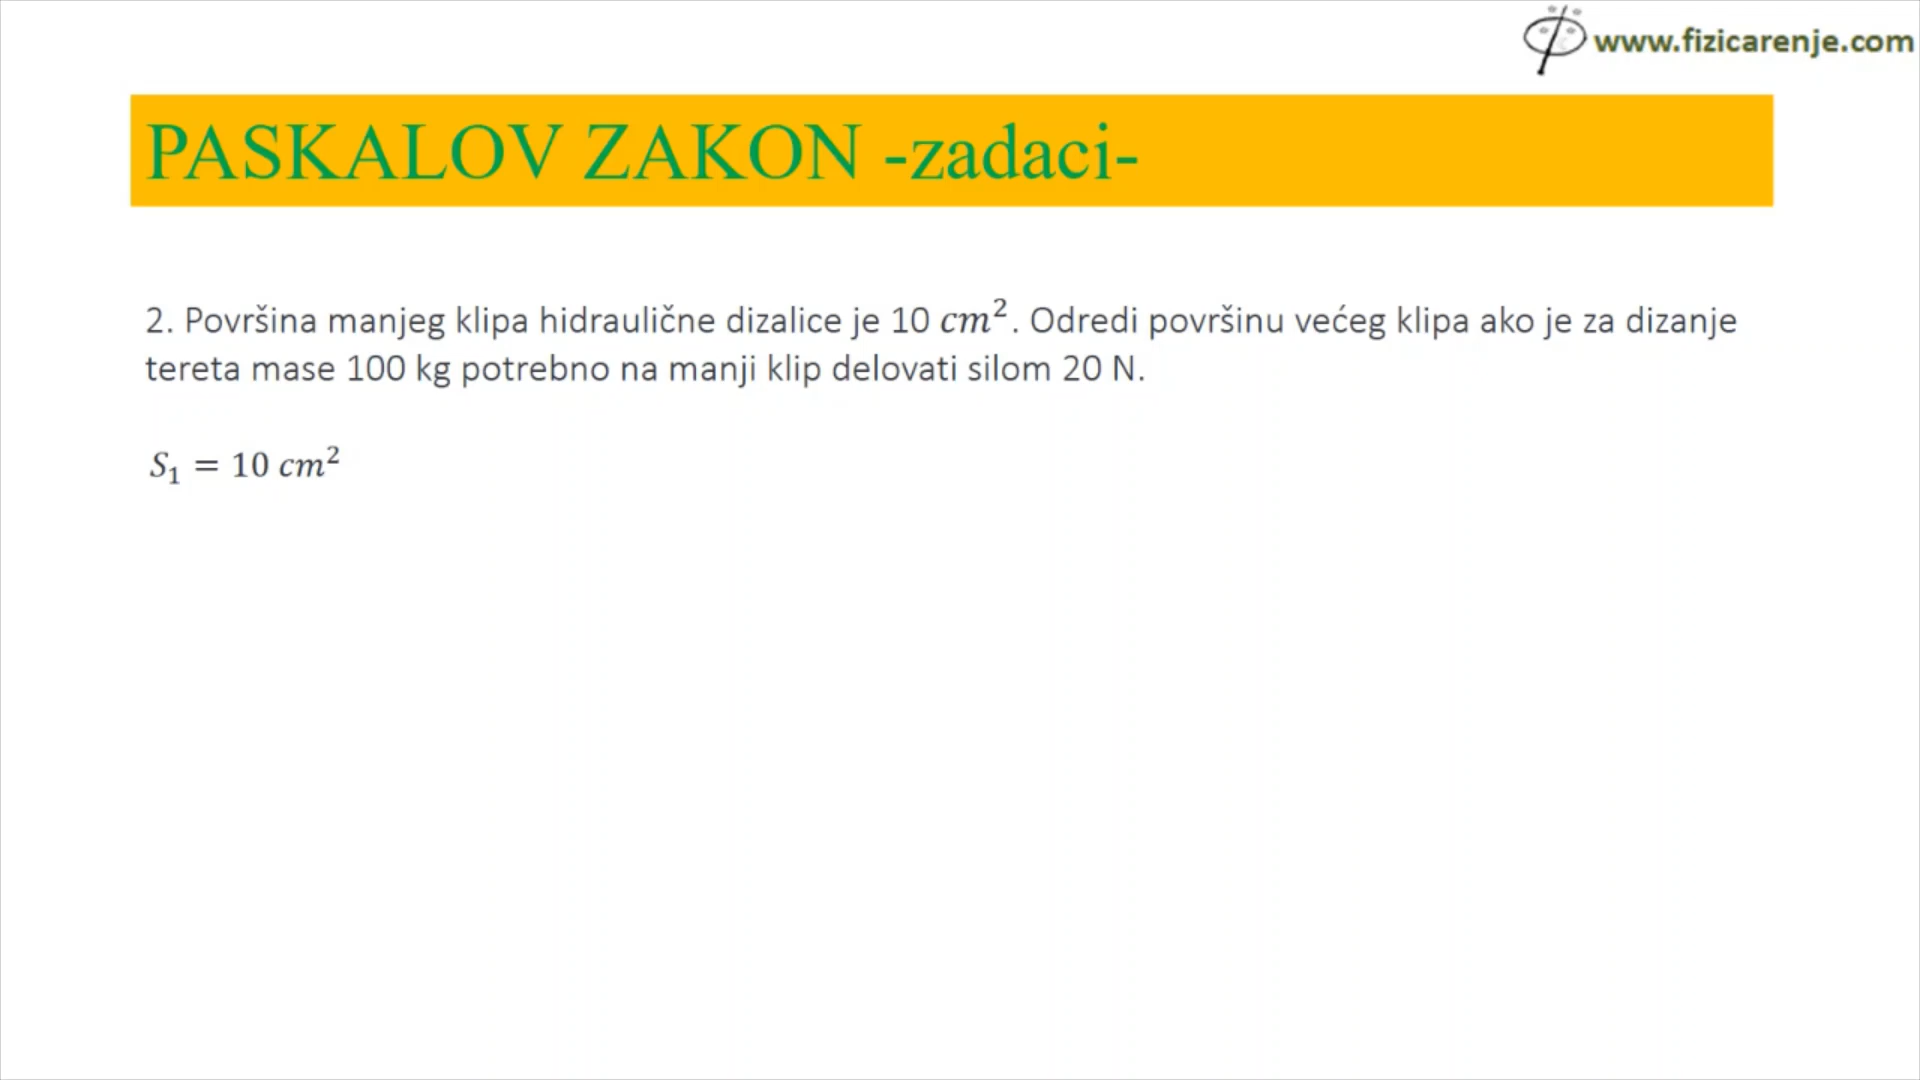 www.fizicarenje.com
PASKALOV ZAKON -zadaci-
2. Površina manjeg klipa hidraulične dizalice je 10 cm². Odredi površinu većeg klipa ako je za dizanje
tereta mase 100 kg potrebno na manji klip delovati silom 20 N.
S₁ = 10 cm²